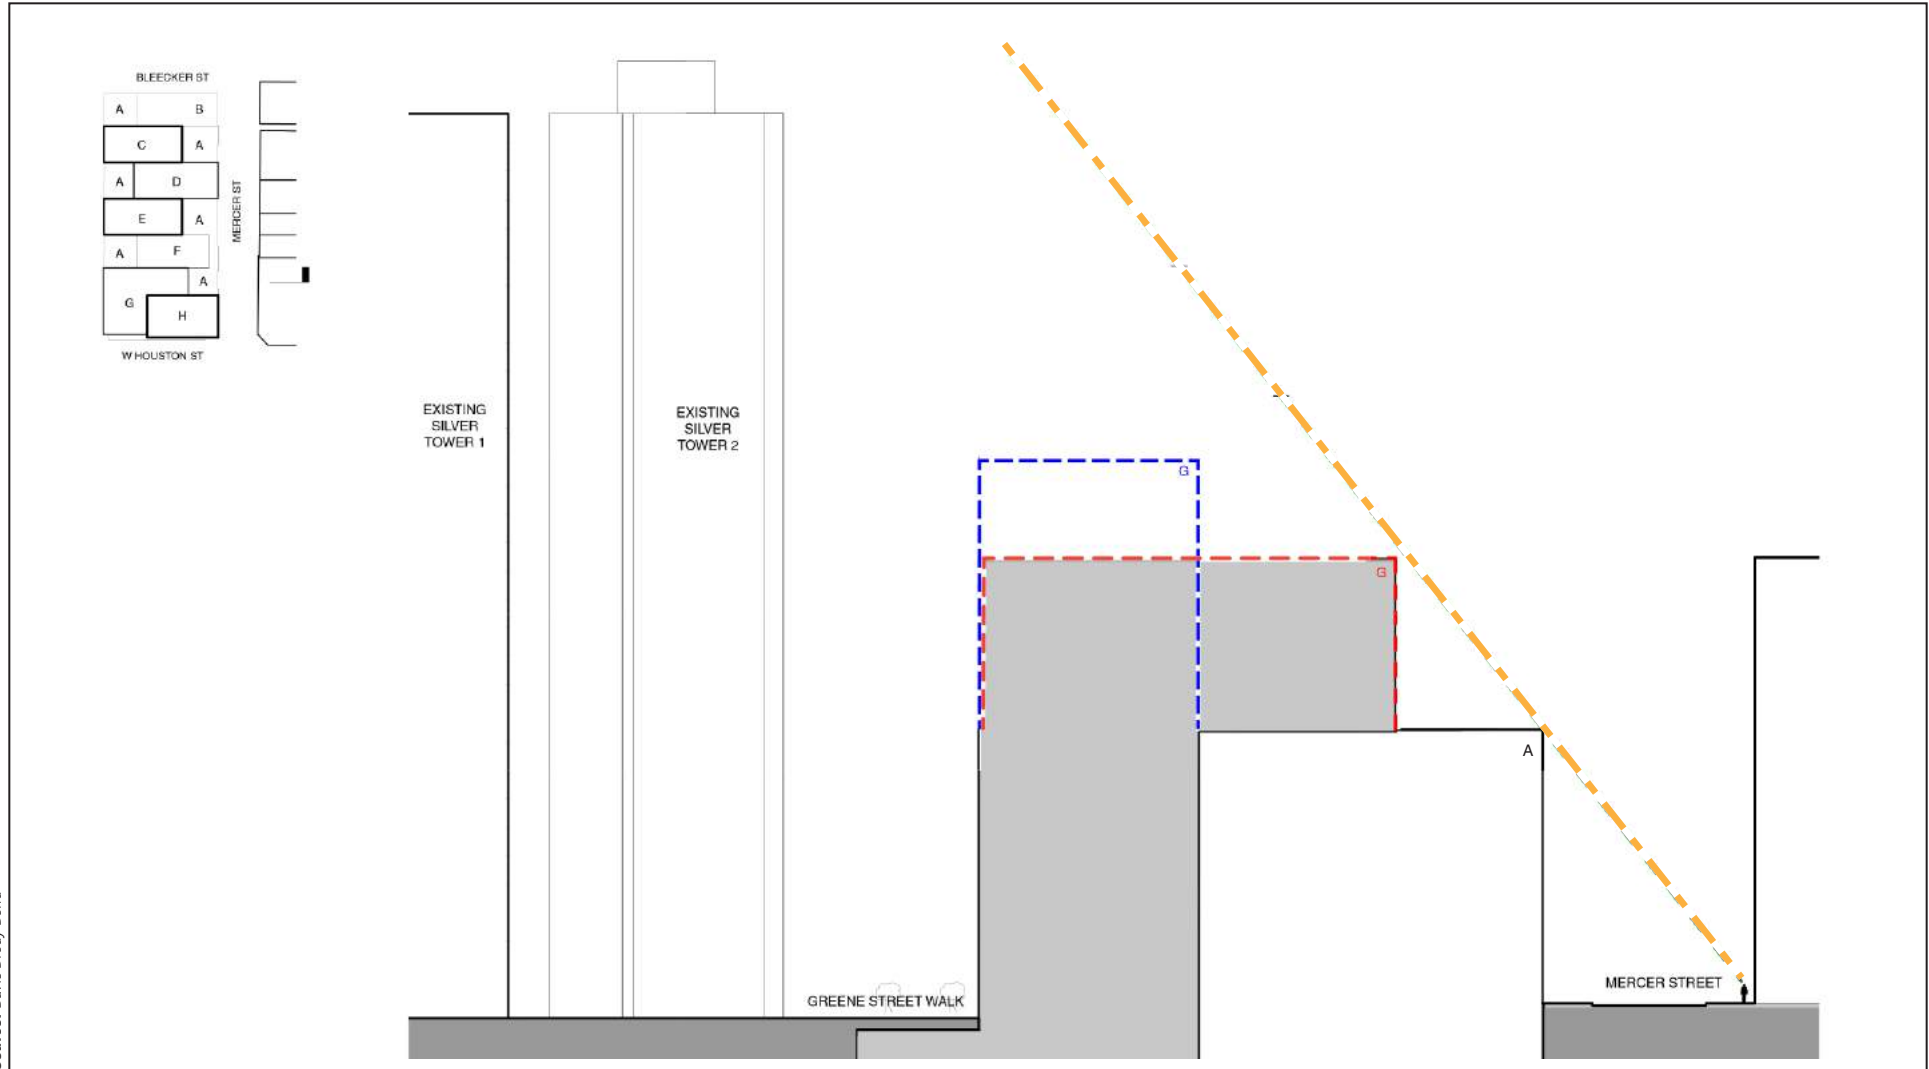 BLEECKER ST
A
B
C
A
A
D
E
A
A
F
A
G
H
MERCER ST
W HOUSTON ST
EXISTING
SILVER
TOWER 1
EXISTING
SILVER
TOWER 2
G
G
A
GREENE STREET WALK
MERCER STREET